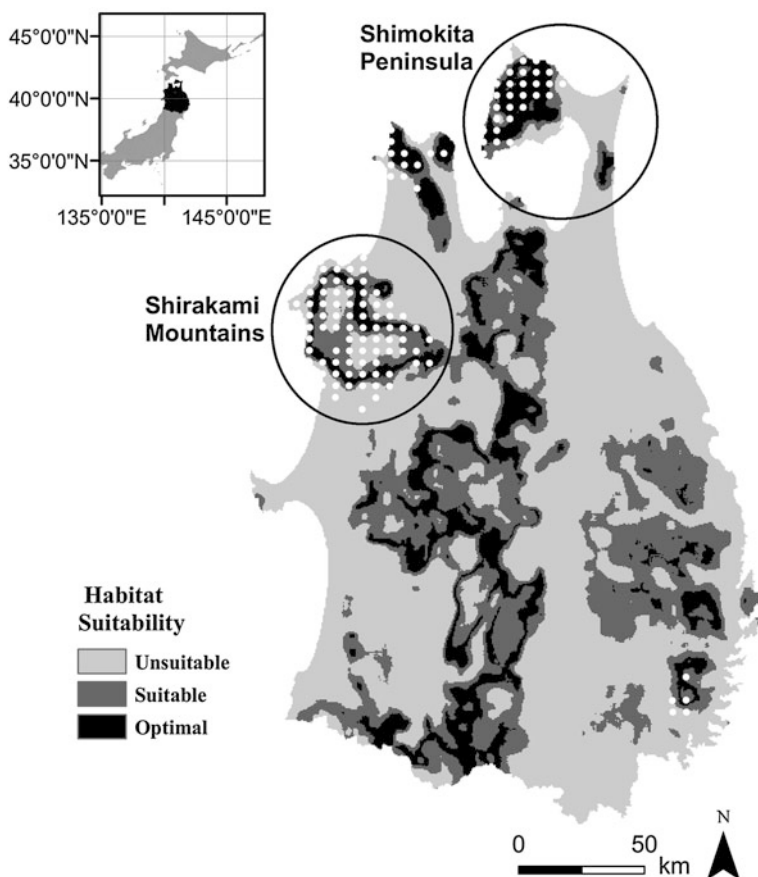 45°0'0"N
40°0'0"N
35°0'0"N
135°0'0"E
145°0'0"E
Shimokita
Peninsula
Shirakami
Mountains
Habitat
Suitability
Unsuitable
Suitable
Optimal
N
0 50
km